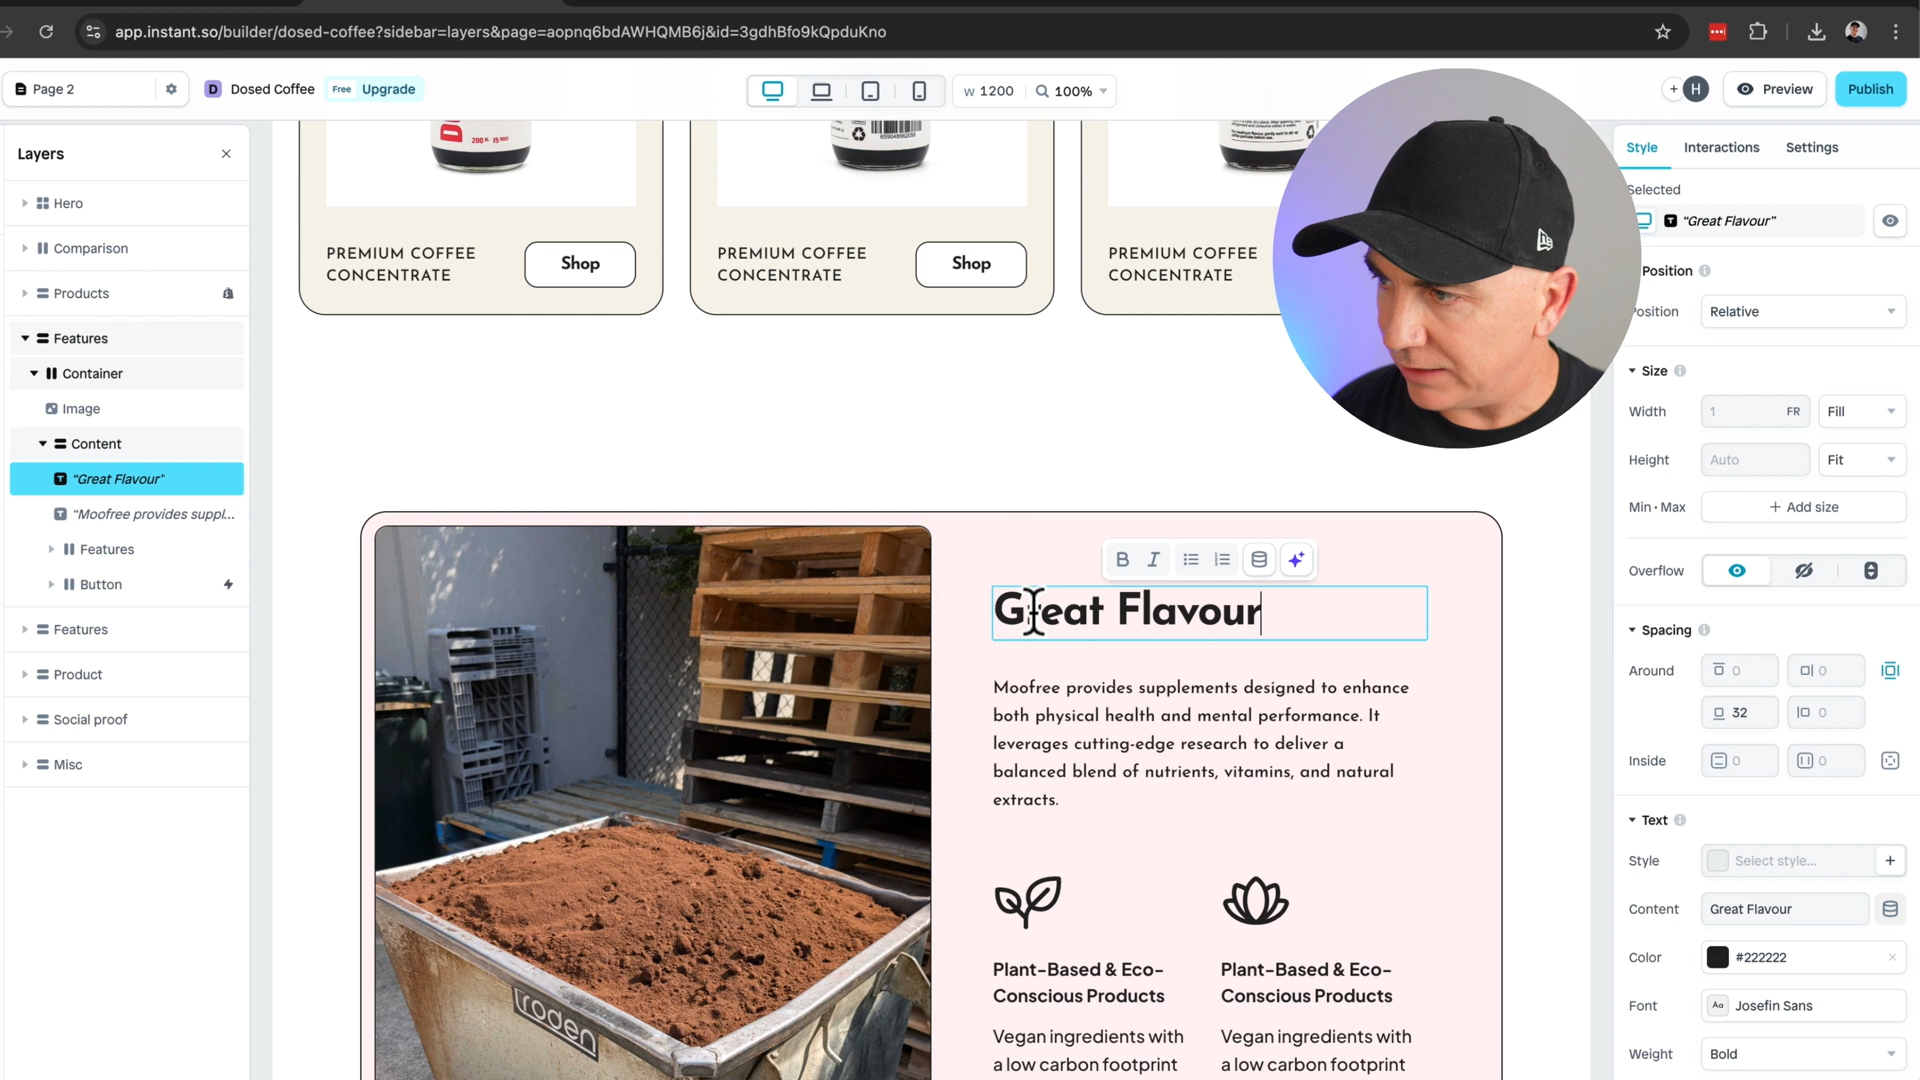 app.instant.so/builder/dosed-coffee?sidebar=layers&page=aopnq6bdAWHQMB6j&id=3gdhBfo9kQpduKno
Page 2
D Dosed Coffee Free Upgrade
W 1200 100%
+ H Preview Publish
Layers
Hero
Comparison
Products
Features
Container
Image
Content
"Great Flavour"
"Moofree provides suppl...
Features
Button
Features
Product
Social proof
Misc
200 ml 15
659048562058
PREMIUM COFFEE
CONCENTRATE
Shop
PREMIUM COFFEE
CONCENTRATE
Shop
PREMIUM COFFEE
CONCENTRATE
Great Flavour
Moofree provides supplements designed to enhance
both physical health and mental performance. It
leverages cutting-edge research to deliver a
balanced blend of nutrients, vitamins, and natural
extracts.
Plant-Based & Eco-
Conscious Products
Vegan ingredients with
a low carbon footprint
Plant-Based & Eco-
Conscious Products
Vegan ingredients with
a low carbon footprint
Style Interactions Settings
Selected
"Great Flavour"
Position
Position Relative
Size
Width 1 FR Fill
Height Auto Fit
Min • Max + Add size
Overflow
Spacing
Around 0 0
32 0
Inside 0 0
Text
Style Select style... +
Content Great Flavour
Color #222222
Font Aa Josefin Sans
Weight Bold